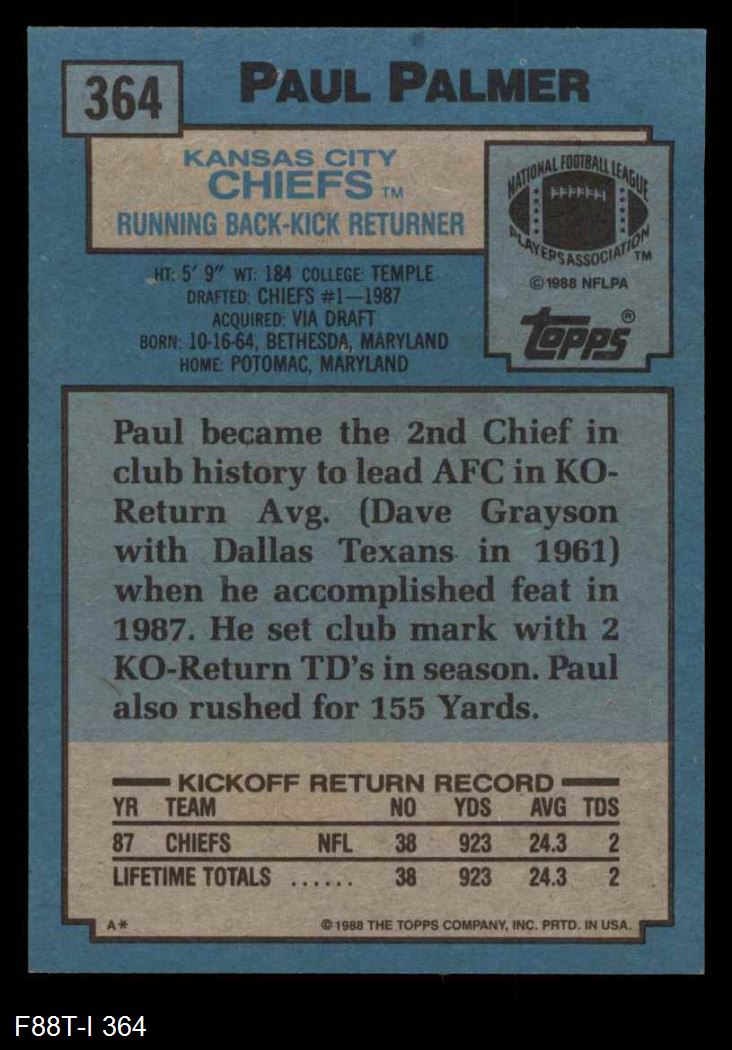 364
PAUL PALMER
KANSAS CITY
CHIEFS TM
RUNNING BACK-KICK RETURNER
NATIONAL FOOTBALL LEAGUE
PLAYERS ASSOCIATION TM
© 1988 NFLPA
topps®
HT: 5' 9" WT: 184 COLLEGE: TEMPLE
DRAFTED: CHIEFS #1—1987
ACQUIRED: VIA DRAFT
BORN: 10-16-64, BETHESDA, MARYLAND
HOME: POTOMAC, MARYLAND
Paul became the 2nd Chief in
club history to lead AFC in KO-
Return Avg. (Dave Grayson
with Dallas Texans in 1961)
when he accomplished feat in
1987. He set club mark with 2
KO-Return TD's in season. Paul
also rushed for 155 Yards.
KICKOFF RETURN RECORD
YR TEAM NO YDS AVG TDS
87 CHIEFS NFL 38 923 24.3 2
LIFETIME TOTALS ...... 38 923 24.3 2
A* © 1988 THE TOPPS COMPANY, INC. PRTD. IN USA.
F88T-I 364